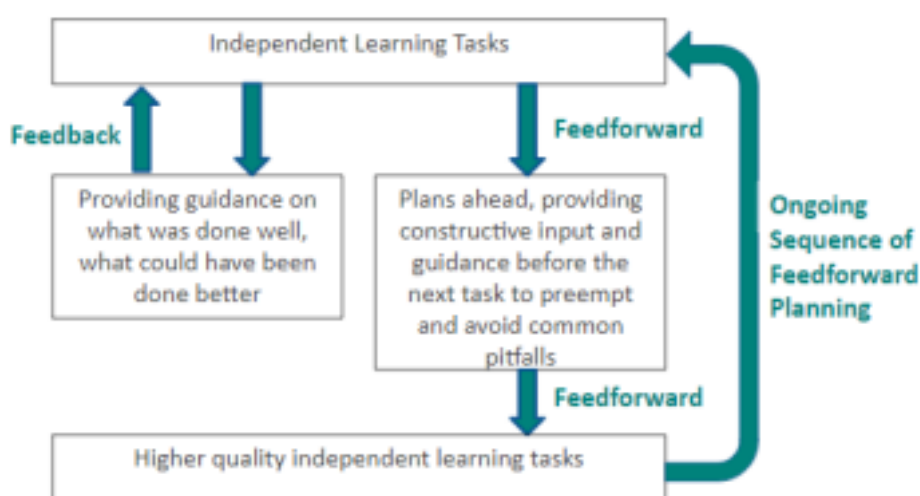 Independent Learning Tasks
Feedback
Feedforward
Providing guidance on
what was done well,
what could have been
done better
Plans ahead, providing
constructive input and
guidance before the
next task to preempt
and avoid common
pitfalls
Ongoing
Sequence of
Feedforward
Planning
Feedforward
Higher quality independent learning tasks